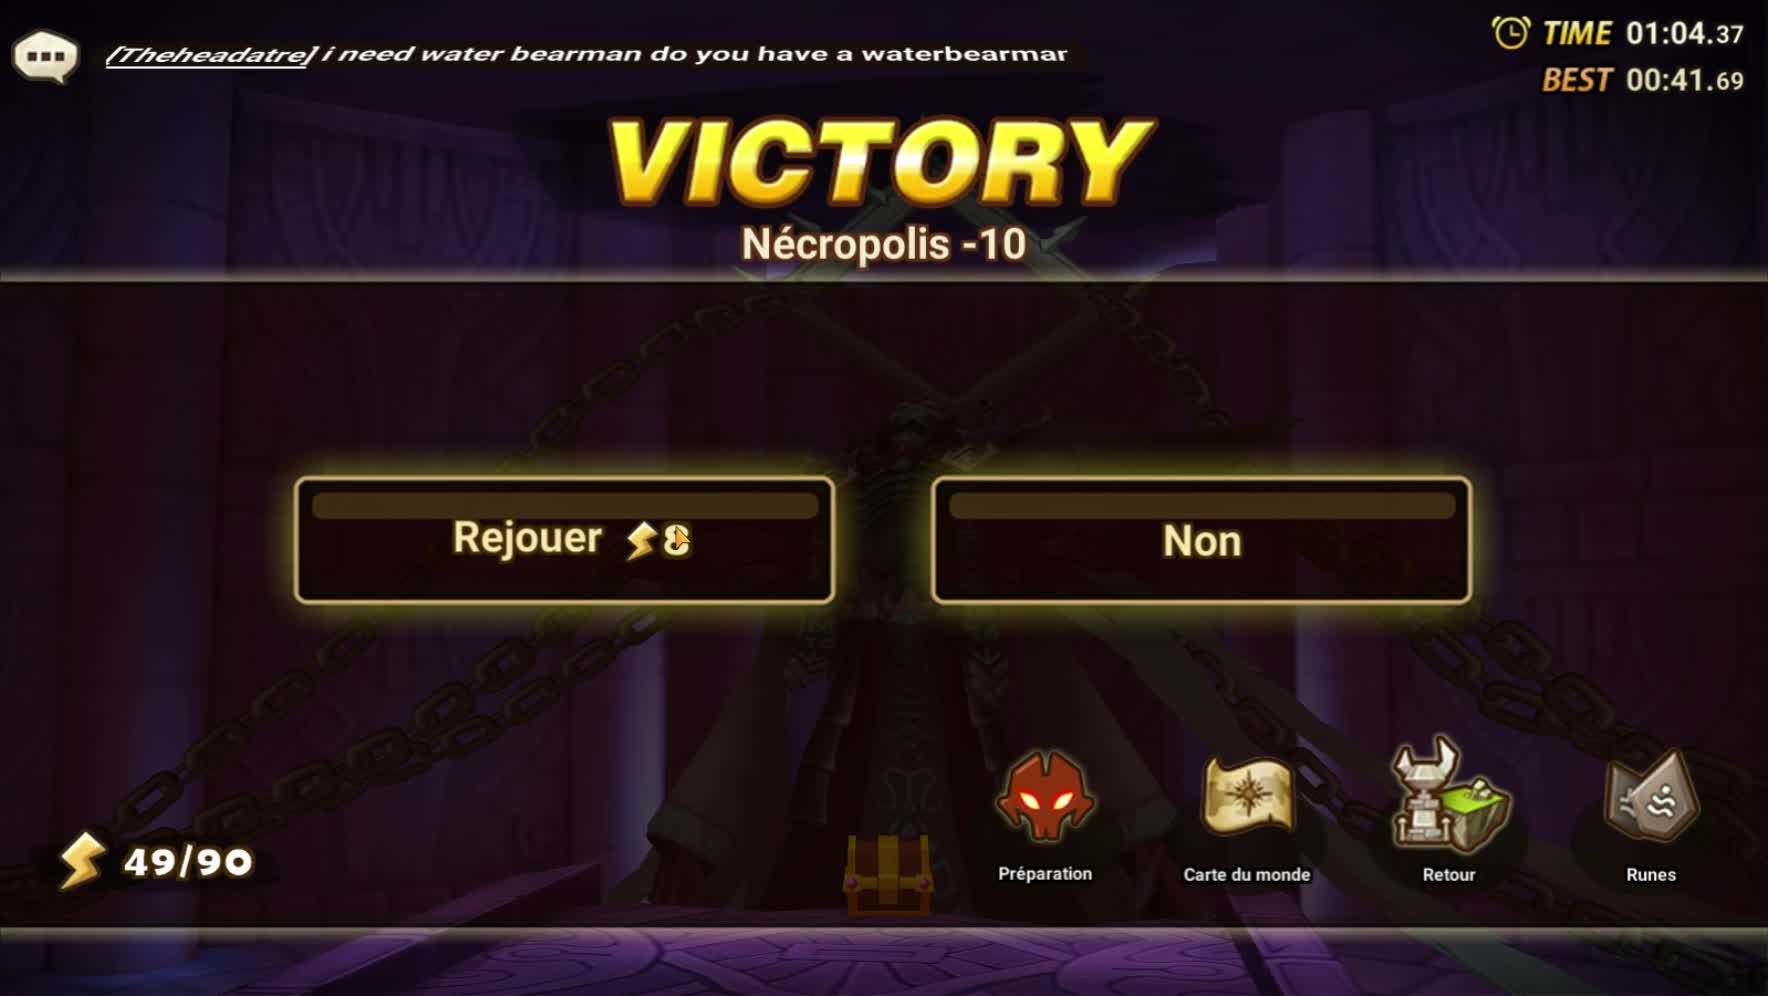 [Theheadatre] i need water bearman do you have a waterbearmar
TIME 01:04.37
BEST 00:41.69
VICTORY
Nécropolis -10
Rejouer 8
Non
49/90
Préparation
Carte du monde
Retour
Runes